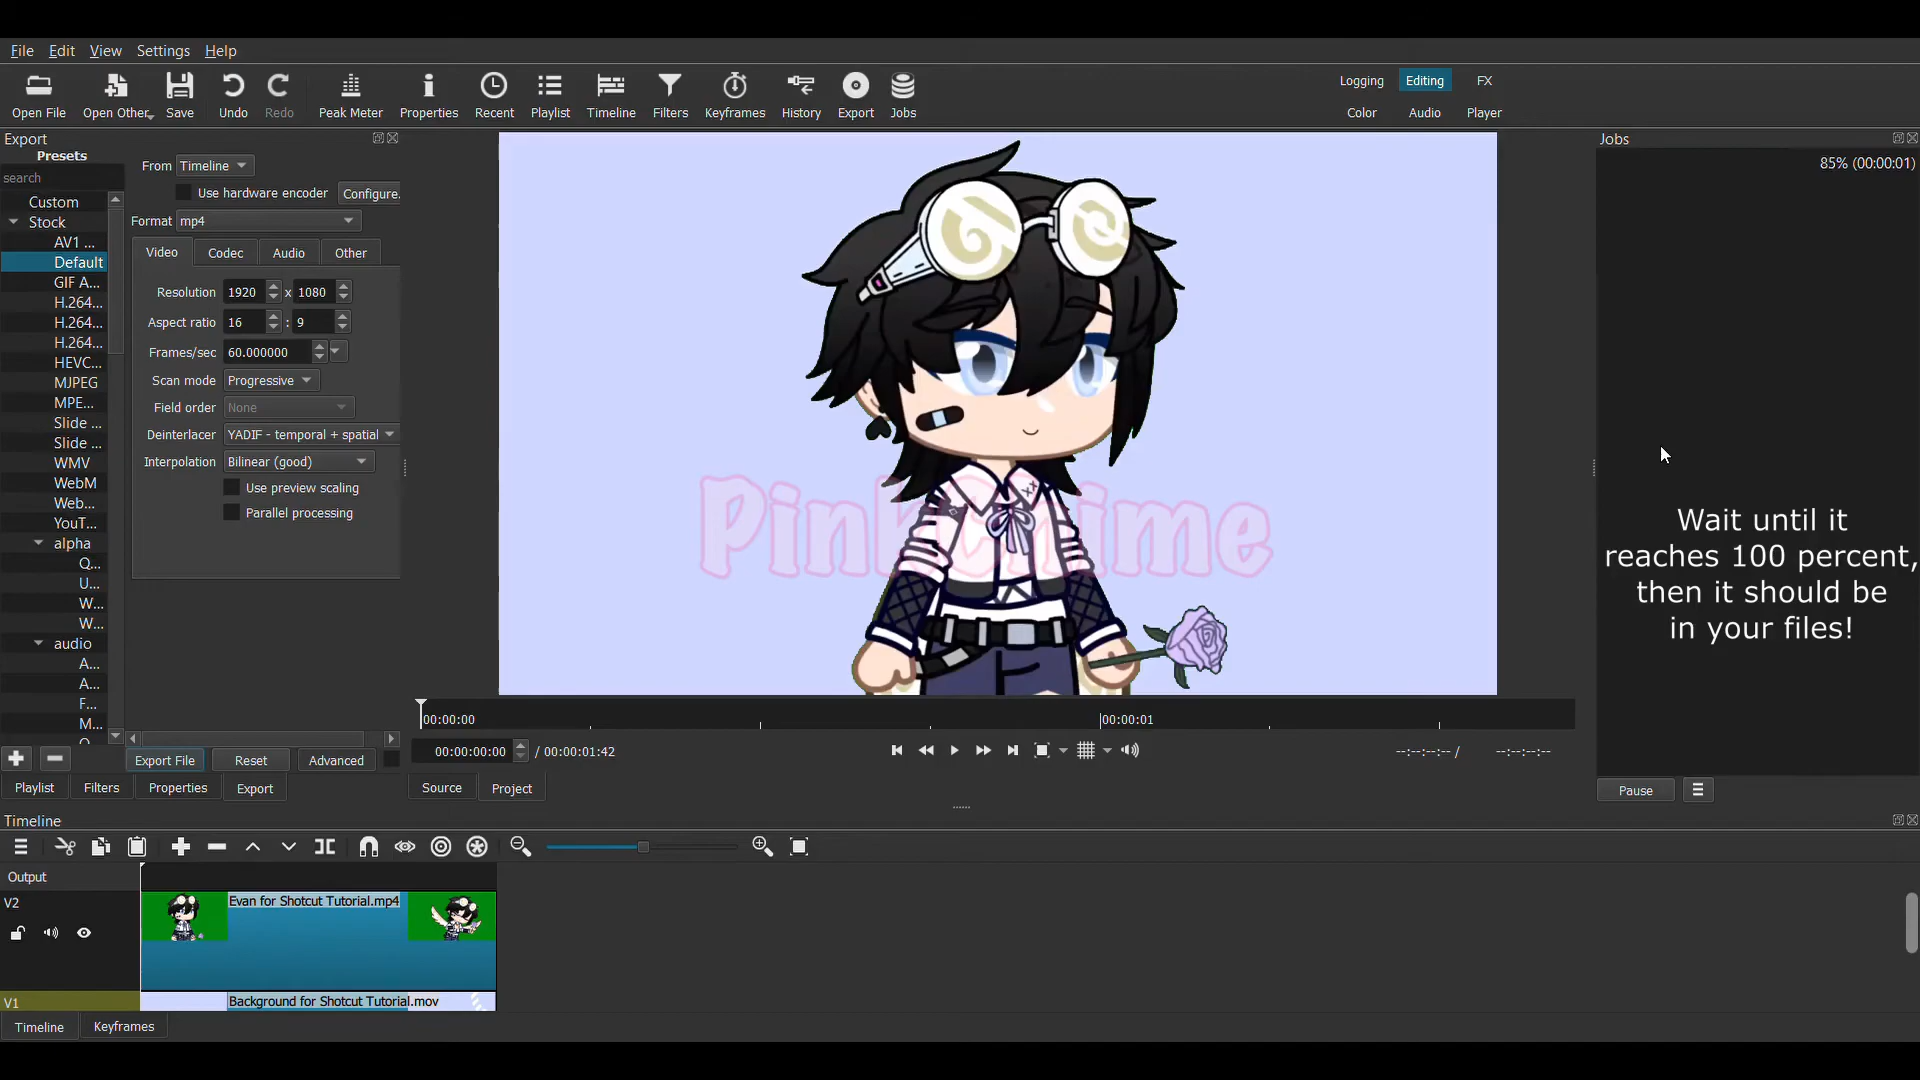 File Edit View Settings Help
Open File Open Other Save Undo Redo Peak Meter Properties Recent Playlist Timeline Filters Keyframes History Export Jobs
Logging Editing FX
Color Audio Player
Export
Presets
search
Custom
Stock
AV1 ...
Default
GIF A...
H.264...
H.264...
H.264...
HEVC...
MJPEG
MPE...
Slide ...
Slide ...
WMV
WebM
Web...
YouT...
alpha
Q...
U...
W...
W...
audio
A...
A...
F...
M...
From Timeline
Use hardware encoder Configure.
Format mp4
Video Codec Audio Other
Resolution 1920 x 1080
Aspect ratio 16 : 9
Frames/sec 60.000000
Scan mode Progressive
Field order None
Deinterlacer YADIF - temporal + spatial
Interpolation Bilinear (good)
Use preview scaling
Parallel processing
Export File Reset Advanced
Playlist Filters Properties Export
PinkChime
00:00:00 00:00:01
00:00:00:00 / 00:00:01:42 --:--:--:-- / --:--:--:--
Source Project
Jobs
85% (00:00:01)
Wait until it
reaches 100 percent,
then it should be
in your files!
Pause
Timeline
Output
V2
Evan for Shotcut Tutorial.mp4
V1
Background for Shotcut Tutorial.mov
Timeline Keyframes